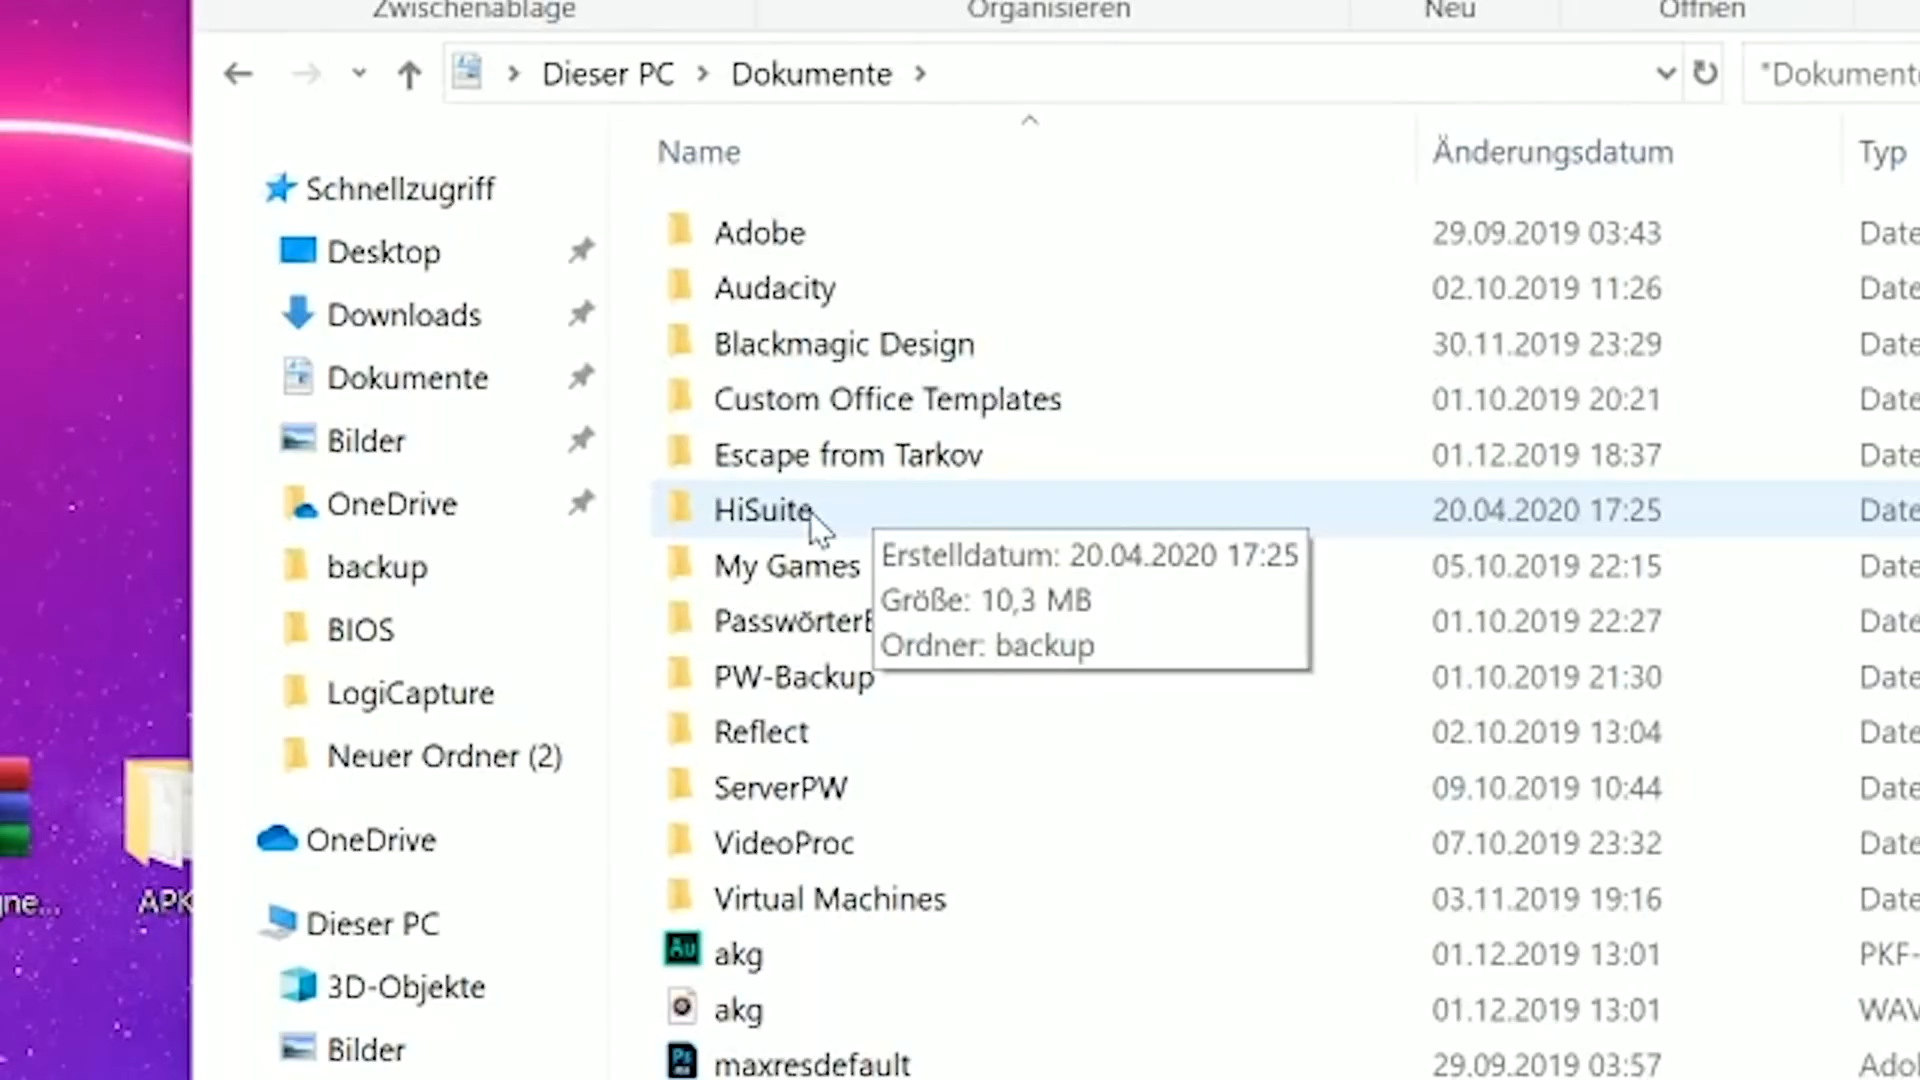 Zwischenablage
Organisieren
Neu
Öffnen
Dieser PC
Dokumente
"Dokumente
Name
Änderungsdatum
Typ
Schnellzugriff
Desktop
Downloads
Dokumente
Bilder
OneDrive
backup
BIOS
LogiCapture
Neuer Ordner (2)
OneDrive
Dieser PC
3D-Objekte
Bilder
Adobe 29.09.2019 03:43 Date
Audacity 02.10.2019 11:26 Date
Blackmagic Design 30.11.2019 23:29 Date
Custom Office Templates 01.10.2019 20:21 Date
Escape from Tarkov 01.12.2019 18:37 Date
HiSuite 20.04.2020 17:25 Date
Erstelldatum: 20.04.2020 17:25
Größe: 10,3 MB
Ordner: backup
My Games 05.10.2019 22:15 Date
Passwörter 01.10.2019 22:27 Date
PW-Backup 01.10.2019 21:30 Date
Reflect 02.10.2019 13:04 Date
ServerPW 09.10.2019 10:44 Date
VideoProc 07.10.2019 23:32 Date
Virtual Machines 03.11.2019 19:16 Date
Au akg 01.12.2019 13:01 PKF-
akg 01.12.2019 13:01 WAV
Ps maxresdefault 29.09.2019 03:57 Ado
gne...
APK